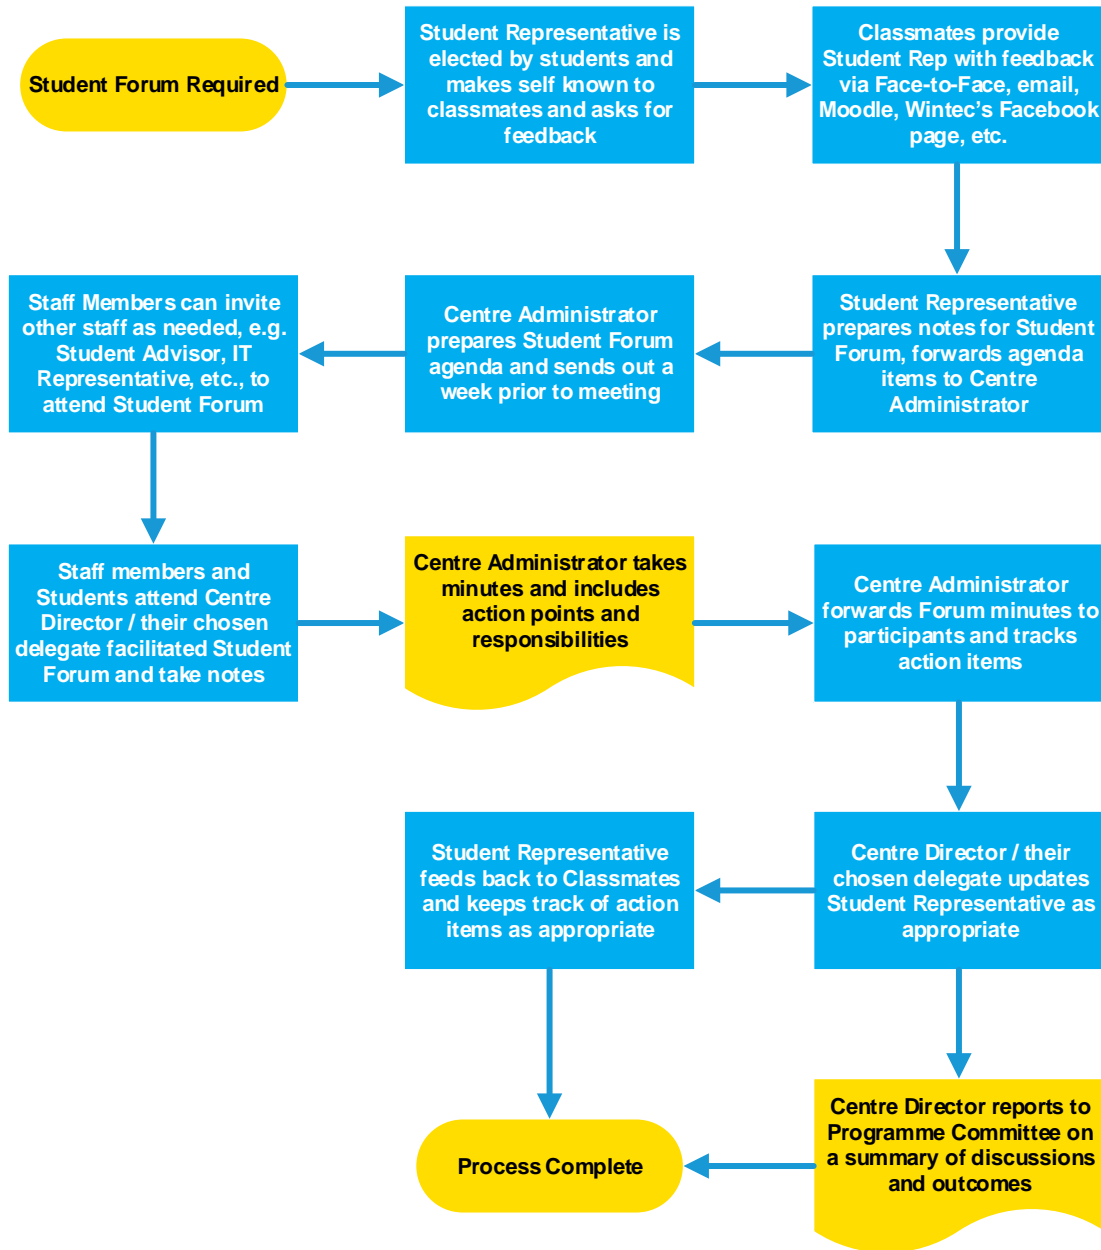 Student Forum Required
Student Representative is
elected by students and
makes self known to
classmates and asks for
feedback
Classmates provide
Student Rep with feedback
via Face-to-Face, email,
Moodle, Wintec's Facebook
page, etc.
Student Representative
prepares notes for Student
Forum, forwards agenda
items to Centre
Administrator
Centre Administrator
prepares Student Forum
agenda and sends out a
week prior to meeting
Staff Members can invite
other staff as needed, e.g.
Student Advisor, IT
Representative, etc., to
attend Student Forum
Staff members and
Students attend Centre
Director / their chosen
delegate facilitated Student
Forum and take notes
Centre Administrator takes
minutes and includes
action points and
responsibilities
Centre Administrator
forwards Forum minutes to
participants and tracks
action items
Centre Director / their
chosen delegate updates
Student Representative as
appropriate
Student Representative
feeds back to Classmates
and keeps track of action
items as appropriate
Centre Director reports to
Programme Committee on
a summary of discussions
and outcomes
Process Complete